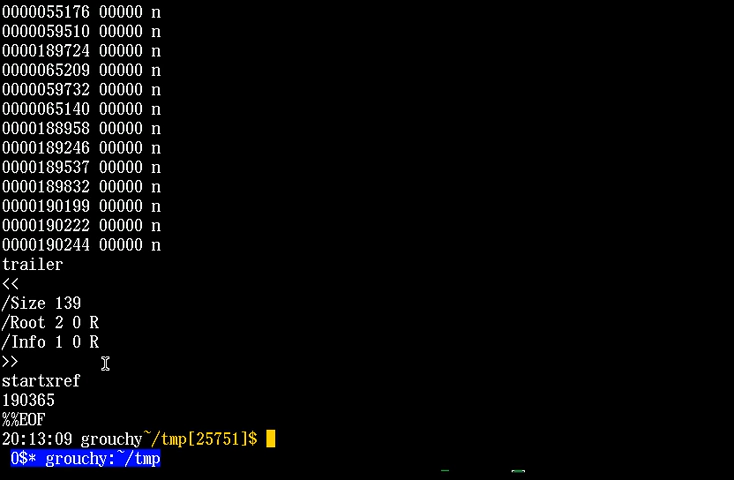 0000055176 00000 n
0000059510 00000 n
0000189724 00000 n
0000065209 00000 n
0000059732 00000 n
0000065140 00000 n
0000188958 00000 n
0000189246 00000 n
0000189537 00000 n
0000189832 00000 n
0000190199 00000 n
0000190222 00000 n
0000190244 00000 n
trailer
<<
/Size 139
/Root 2 0 R
/Info 1 0 R
>>
startxref
190365
%%EOF
20:13:09 grouchy~/tmp[25751]$
0$* grouchy:~/tmp